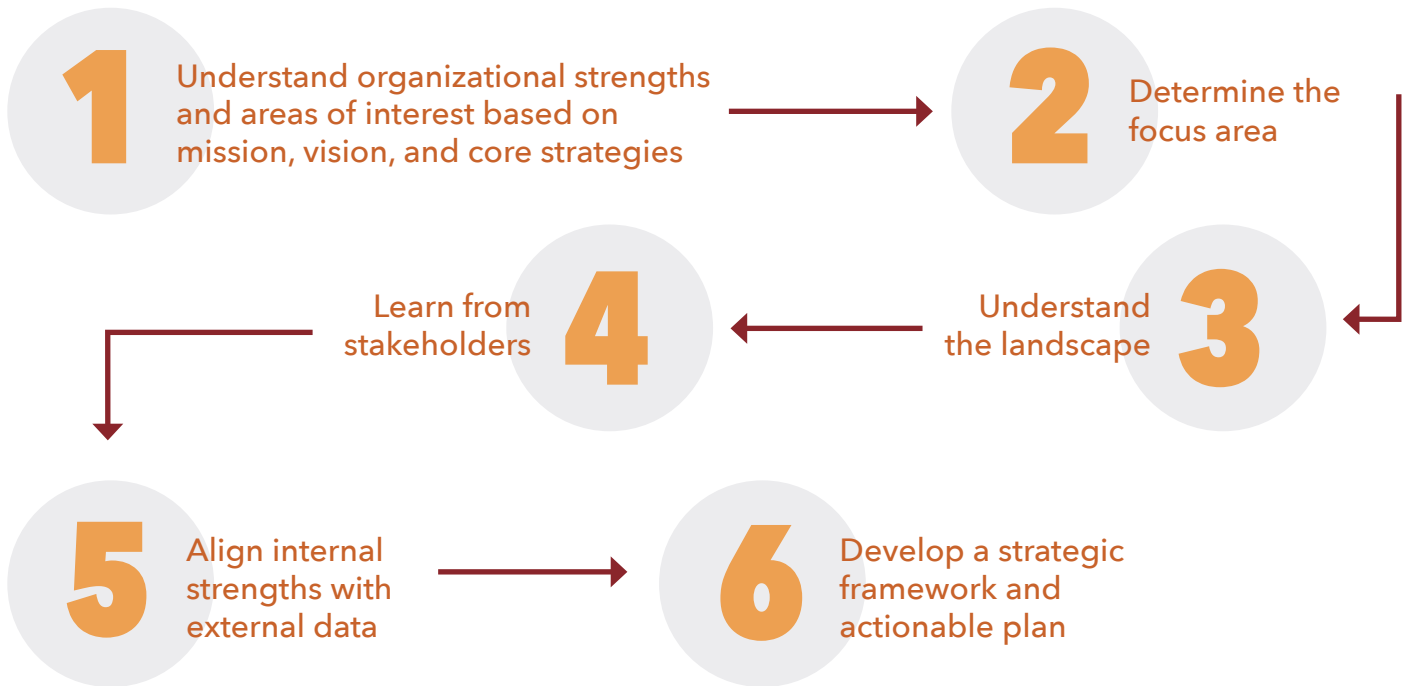 1
Understand organizational strengths
and areas of interest based on
mission, vision, and core strategies
2
Determine the
focus area
3
Understand
the landscape
4
Learn from
stakeholders
5
Align internal
strengths with
external data
6
Develop a strategic
framework and
actionable plan